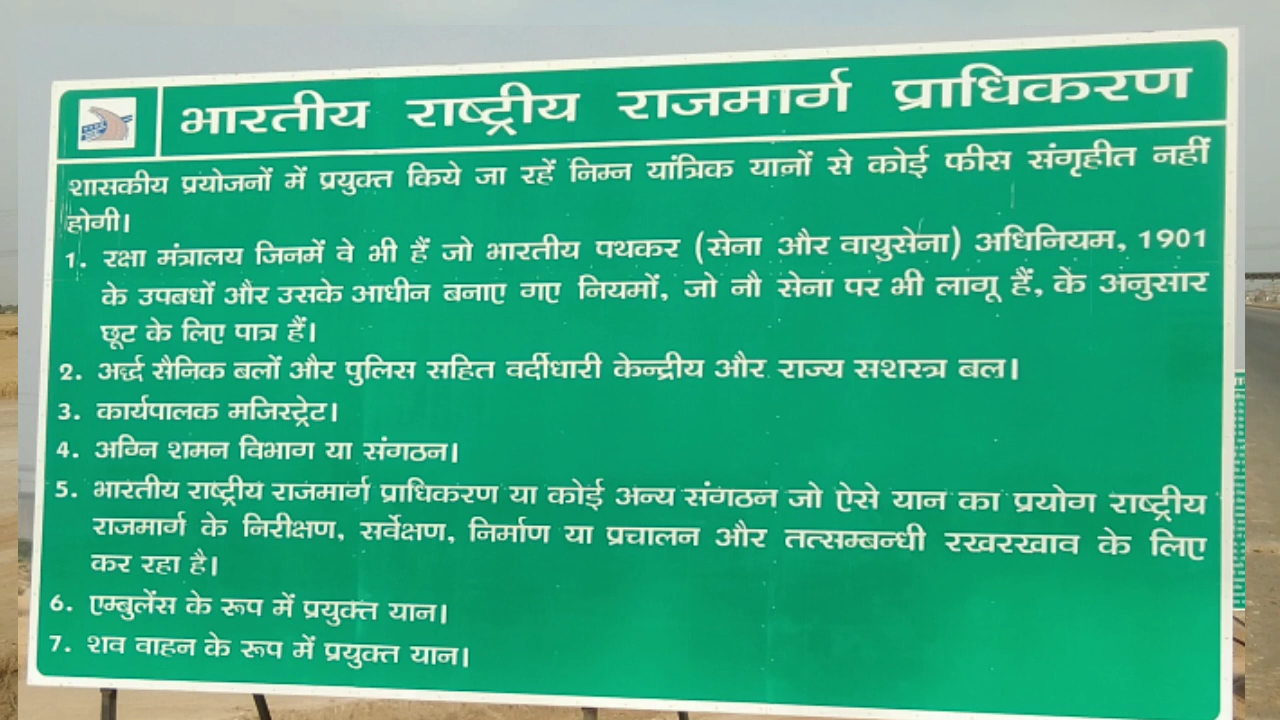 भारतीय राष्ट्रीय राजमार्ग प्राधिकरण
शासकीय प्रयोजनों में प्रयुक्त किये जा रहें निम्न यांत्रिक यानों से कोई फीस संगृहीत नहीं
होगी।
1. रक्षा मंत्रालय जिनमें वे भी हैं जो भारतीय पथकर (सेना और वायुसेना) अधिनियम, 1901
के उपबधों और उसके आधीन बनाए गए नियमों, जो नौ सेना पर भी लागू हैं, के अनुसार
छूट के लिए पात्र हैं।
2. अर्द्ध सैनिक बलों और पुलिस सहित वर्दीधारी केन्द्रीय और राज्य सशस्त्र बल।
3. कार्यपालक मजिस्ट्रेट।
4. अग्नि शमन विभाग या संगठन।
5. भारतीय राष्ट्रीय राजमार्ग प्राधिकरण या कोई अन्य संगठन जो ऐसे यान का प्रयोग राष्ट्रीय
राजमार्ग के निरीक्षण, सर्वेक्षण, निर्माण या प्रचालन और तत्सम्बन्धी रखरखाव के लिए
कर रहा है।
6. एम्बुलेंस के रूप में प्रयुक्त यान।
7. शव वाहन के रूप में प्रयुक्त यान।